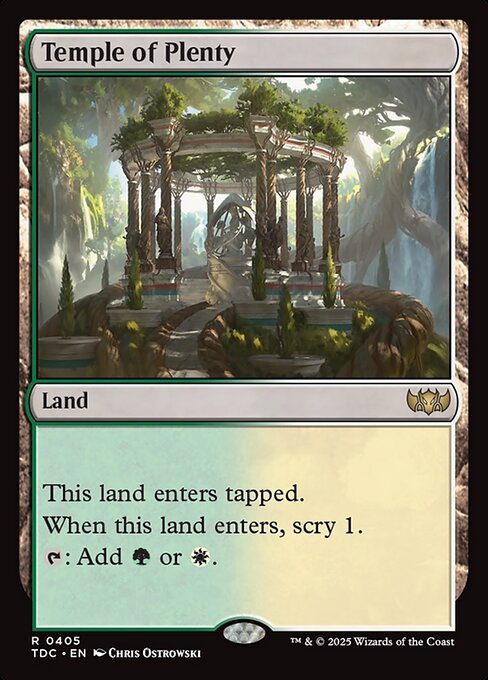 Temple of Plenty
Land
This land enters tapped.
When this land enters, scry 1.
: Add or .
R 0405
TDC • EN Chris Ostrowski
™ & © 2025 Wizards of the Coast